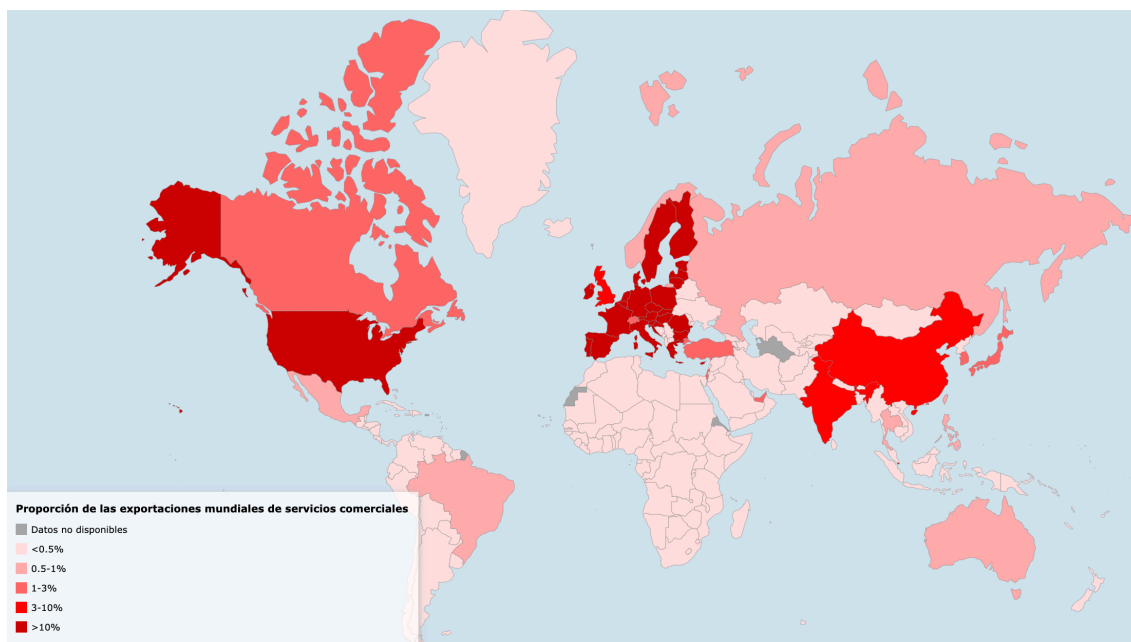 Proporción de las exportaciones mundiales de servicios comerciales
Datos no disponibles
<0.5%
0.5-1%
1-3%
3-10%
>10%